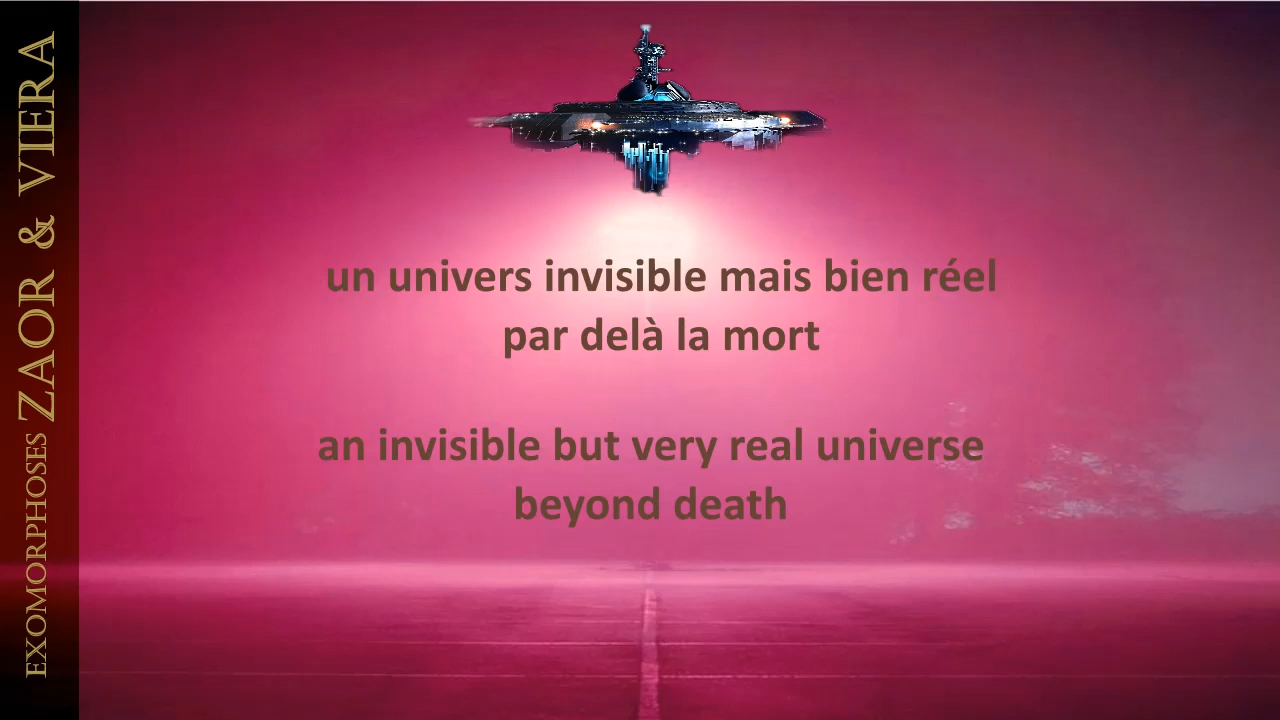 EXOMORPHOSES ZAOR & VIERA
un univers invisible mais bien réel
par delà la mort
an invisible but very real universe
beyond death